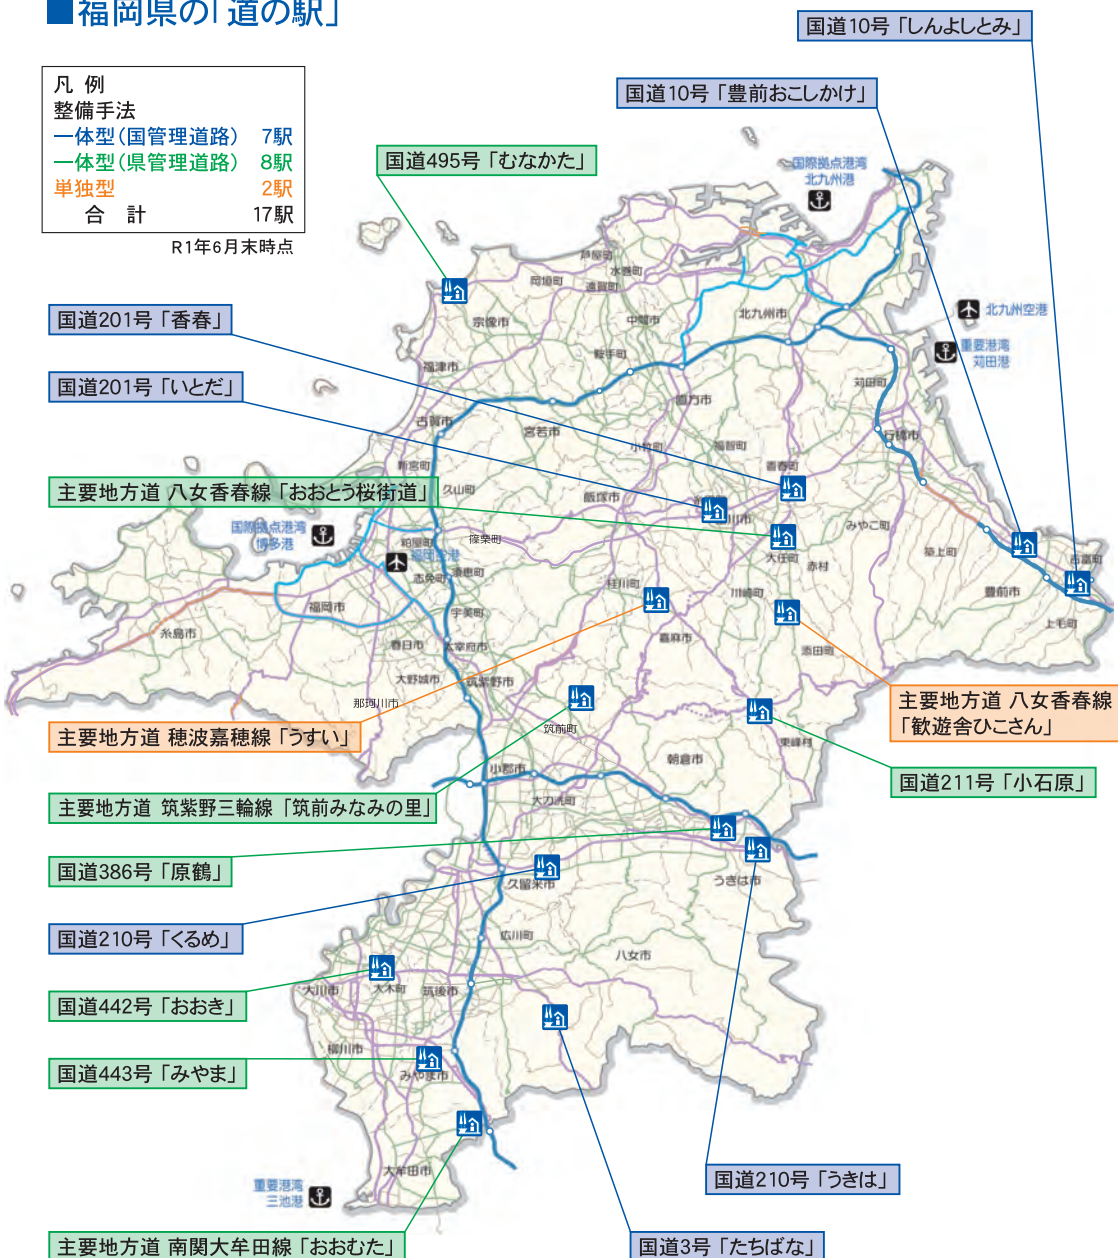 ■福岡県の「道の駅」
凡 例
整備手法
一体型(国管理道路) 7駅
一体型(県管理道路) 8駅
単独型 2駅
合 計 17駅
R1年6月末時点
国道10号「しんよしとみ」
国道10号「豊前おこしかけ」
国道495号「むなかた」
国際拠点港湾
北九州港
芦屋町
水巻町
岡垣町
遠賀町
宗像市
中間市
北九州市
北九州空港
重要港湾
苅田港
国道201号「香春」
鞍手町
福津市
苅田町
国道201号「いとだ」
直方市
古賀市
宮若市
行橋市
小竹町
福智町
新宮町
香春町
主要地方道 八女香春線「おおとう桜街道」
久山町
飯塚市
川市
みやこ町
国際拠点港湾
博多港
粕屋町
篠栗町
福岡空港
大任町
赤村
築上町
吉富町
志免町
須恵町
桂川町
川崎町
豊前市
福岡市
宇美町
上毛町
糸島市
春日市
太宰府市
嘉麻市
添田町
大野城市
筑紫野市
那珂川市
主要地方道 八女香春線
「歓遊舎ひこさん」
主要地方道 穂波嘉穂線「うすい」
筑前町
東峰村
朝倉市
小郡市
国道211号「小石原」
主要地方道 筑紫野三輪線「筑前みなみの里」
大刀洗町
国道386号「原鶴」
久留米市
うきは市
国道210号「くるめ」
広川町
八女市
国道442号「おおき」
大川市
大木町
筑後市
柳川市
国道443号「みやま」
みやま市
大牟田市
重要港湾
三池港
国道210号「うきは」
主要地方道 南関大牟田線「おおむた」
国道3号「たちばな」